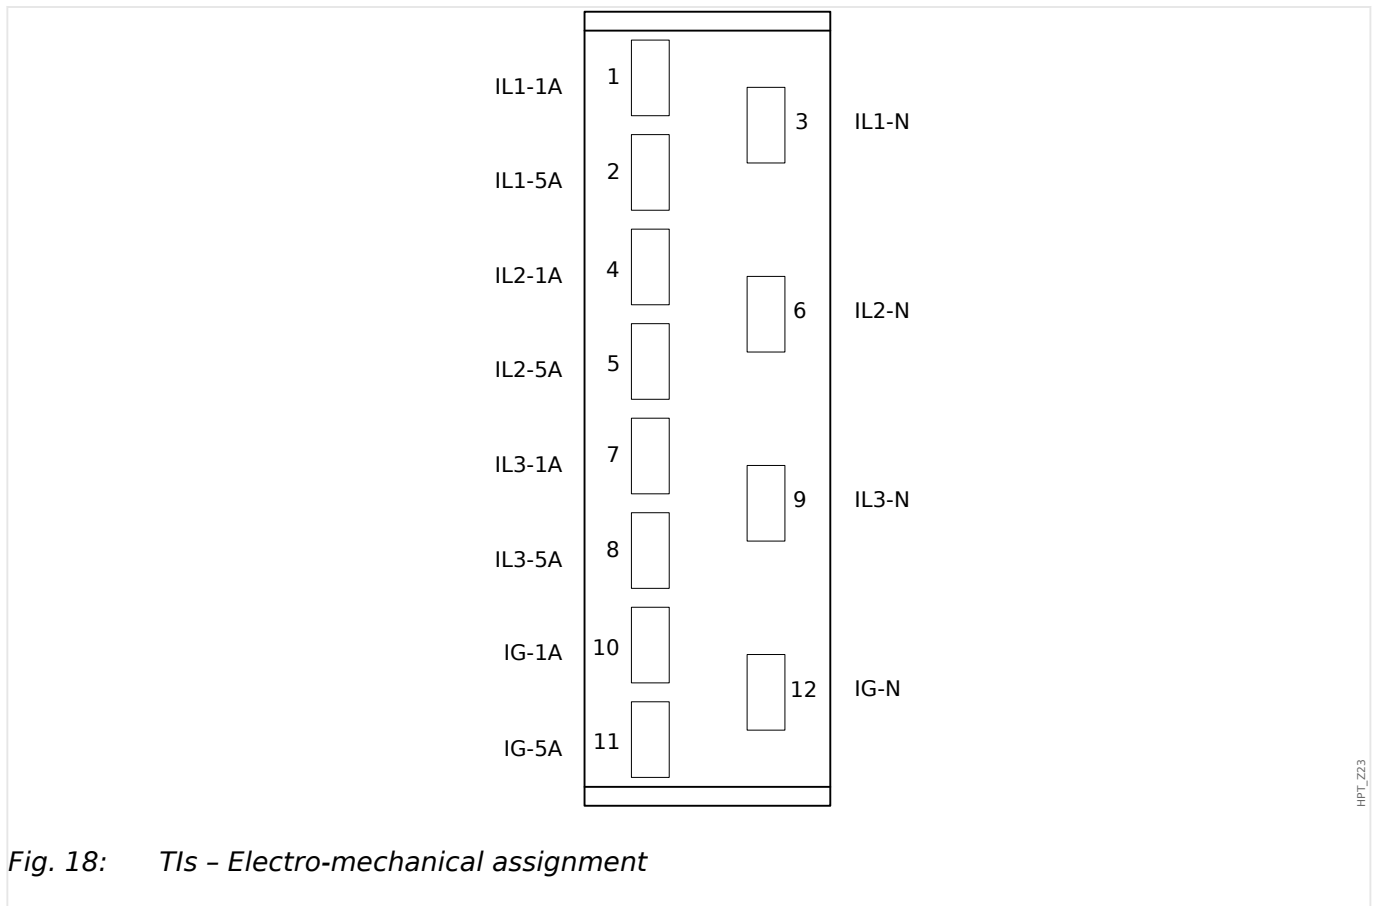 1
IL1-1A
3
IL1-N
2
IL1-5A
4
IL2-1A
6
IL2-N
5
IL2-5A
7
IL3-1A
9
IL3-N
8
IL3-5A
10
IG-1A
12
IG-N
11
IG-5A
HPT_Z23
Fig. 18: TIs – Electro-mechanical assignment